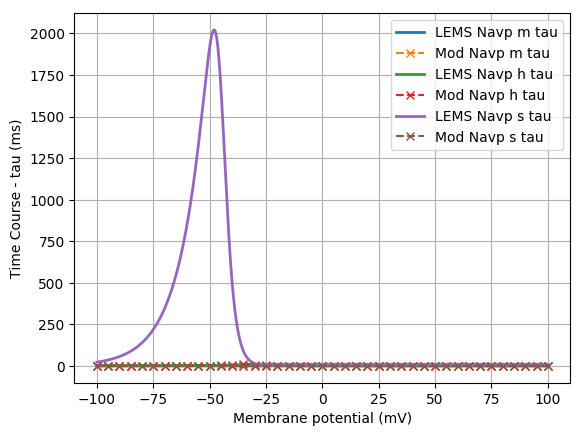 LEMS Navp m tau
Mod Navp m tau
LEMS Navp h tau
Mod Navp h tau
LEMS Navp s tau
Mod Navp s tau
Time Course - tau (ms)
2000
1750
1500
1250
1000
750
500
250
0
−100
−75
−50
−25
0
25
50
75
100
Membrane potential (mV)